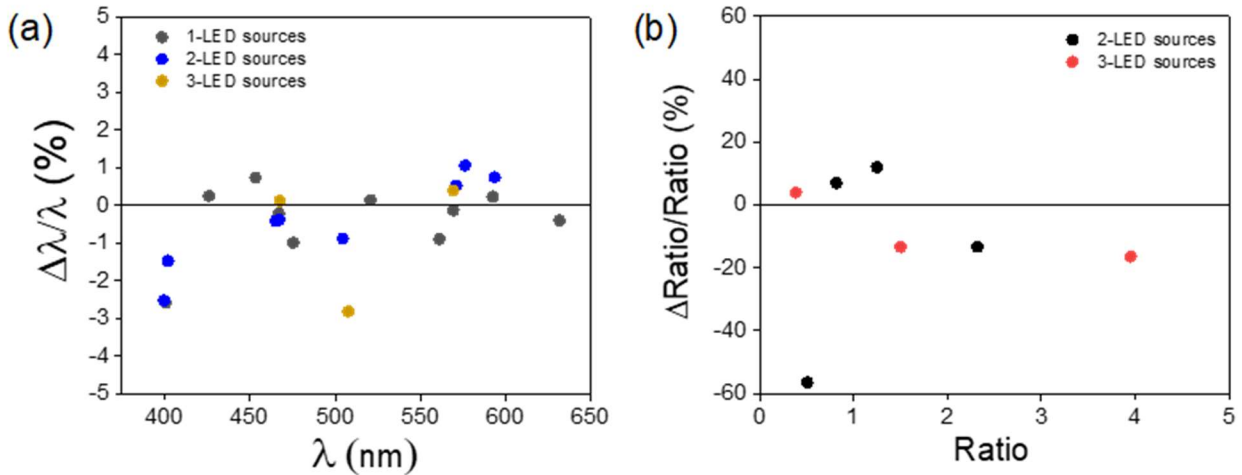 (a)
5
4
3
2
1
0
-1
-2
-3
-4
-5
Δλ/λ (%)
1-LED sources
2-LED sources
3-LED sources
400 450 500 550 600 650
λ (nm)
(b)
60
40
20
0
-20
-40
-60
ΔRatio/Ratio (%)
2-LED sources
3-LED sources
0 1 2 3 4 5
Ratio